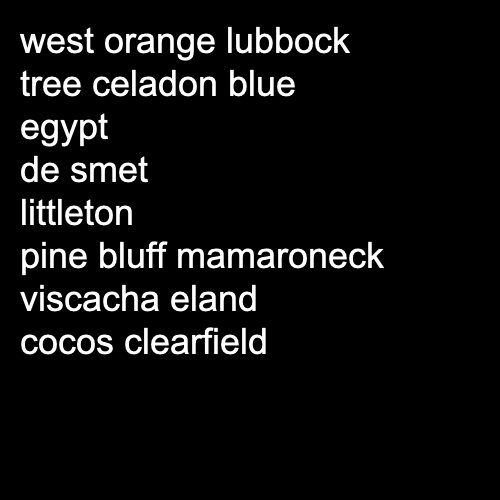 west orange lubbock
tree celadon blue
egypt
de smet
littleton
pine bluff mamaroneck
viscacha eland
cocos clearfield